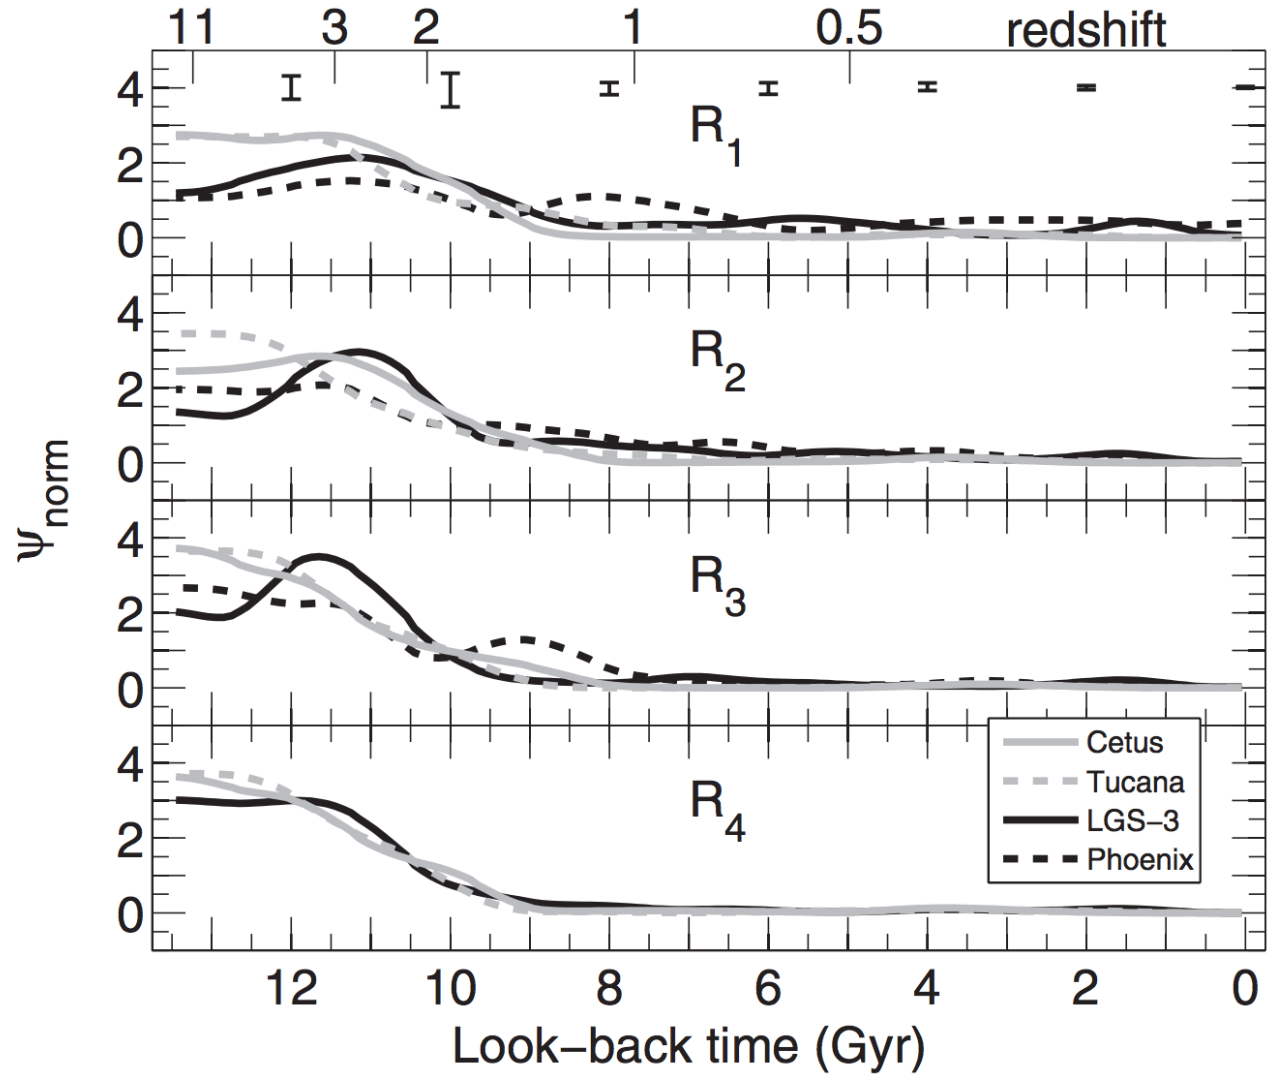 11 3 2 1 0.5 redshift
4
2
0
R1
4
2
0
R2
4
2
0
R3
4
2
0
R4
ψnorm
Cetus
Tucana
LGS−3
Phoenix
12 10 8 6 4 2 0
Look−back time (Gyr)